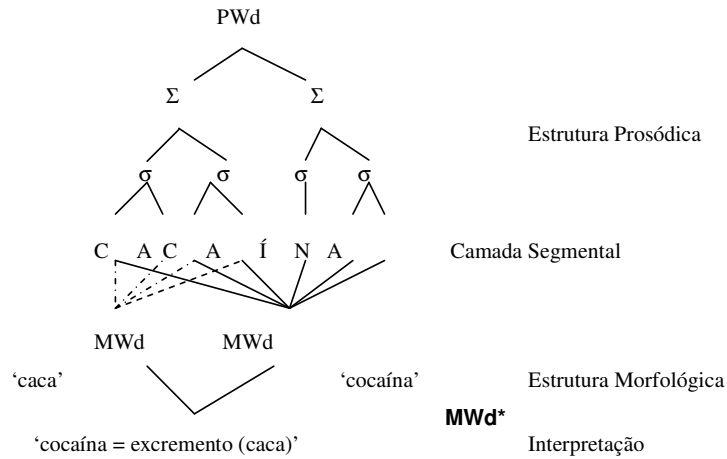 PWd
Σ Σ
Estrutura Prosódica
σ σ σ σ
C A C A Í N A Camada Segmental
MWd MWd
‘caca’ ‘cocaína’ Estrutura Morfológica
MWd*
‘cocaína = excremento (caca)’ Interpretação